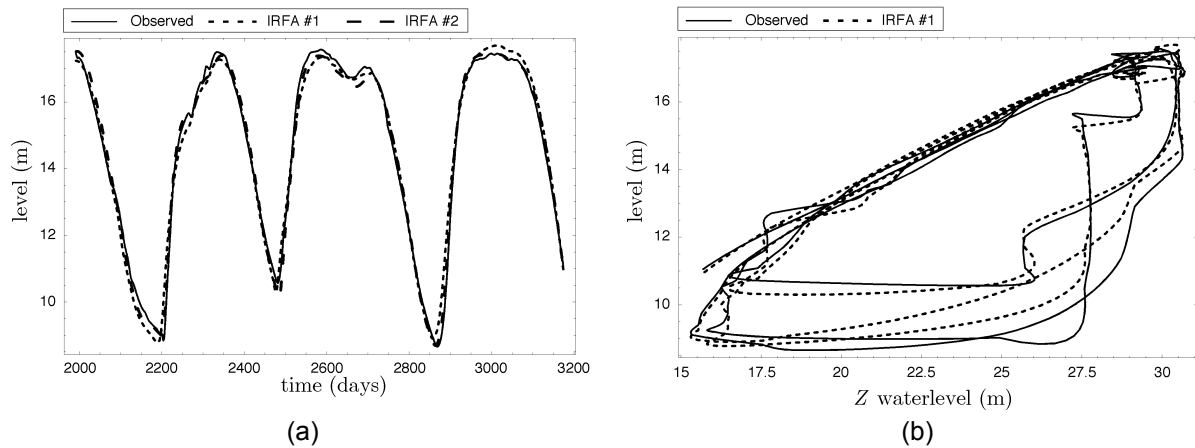 Observed IRFA #1 IRFA #2
16
14
12
10
level (m)
2000 2200 2400 2600 2800 3000 3200
time (days)
(a)
Observed IRFA #1
16
14
12
10
level (m)
15 17.5 20 22.5 25 27.5 30
Z waterlevel (m)
(b)